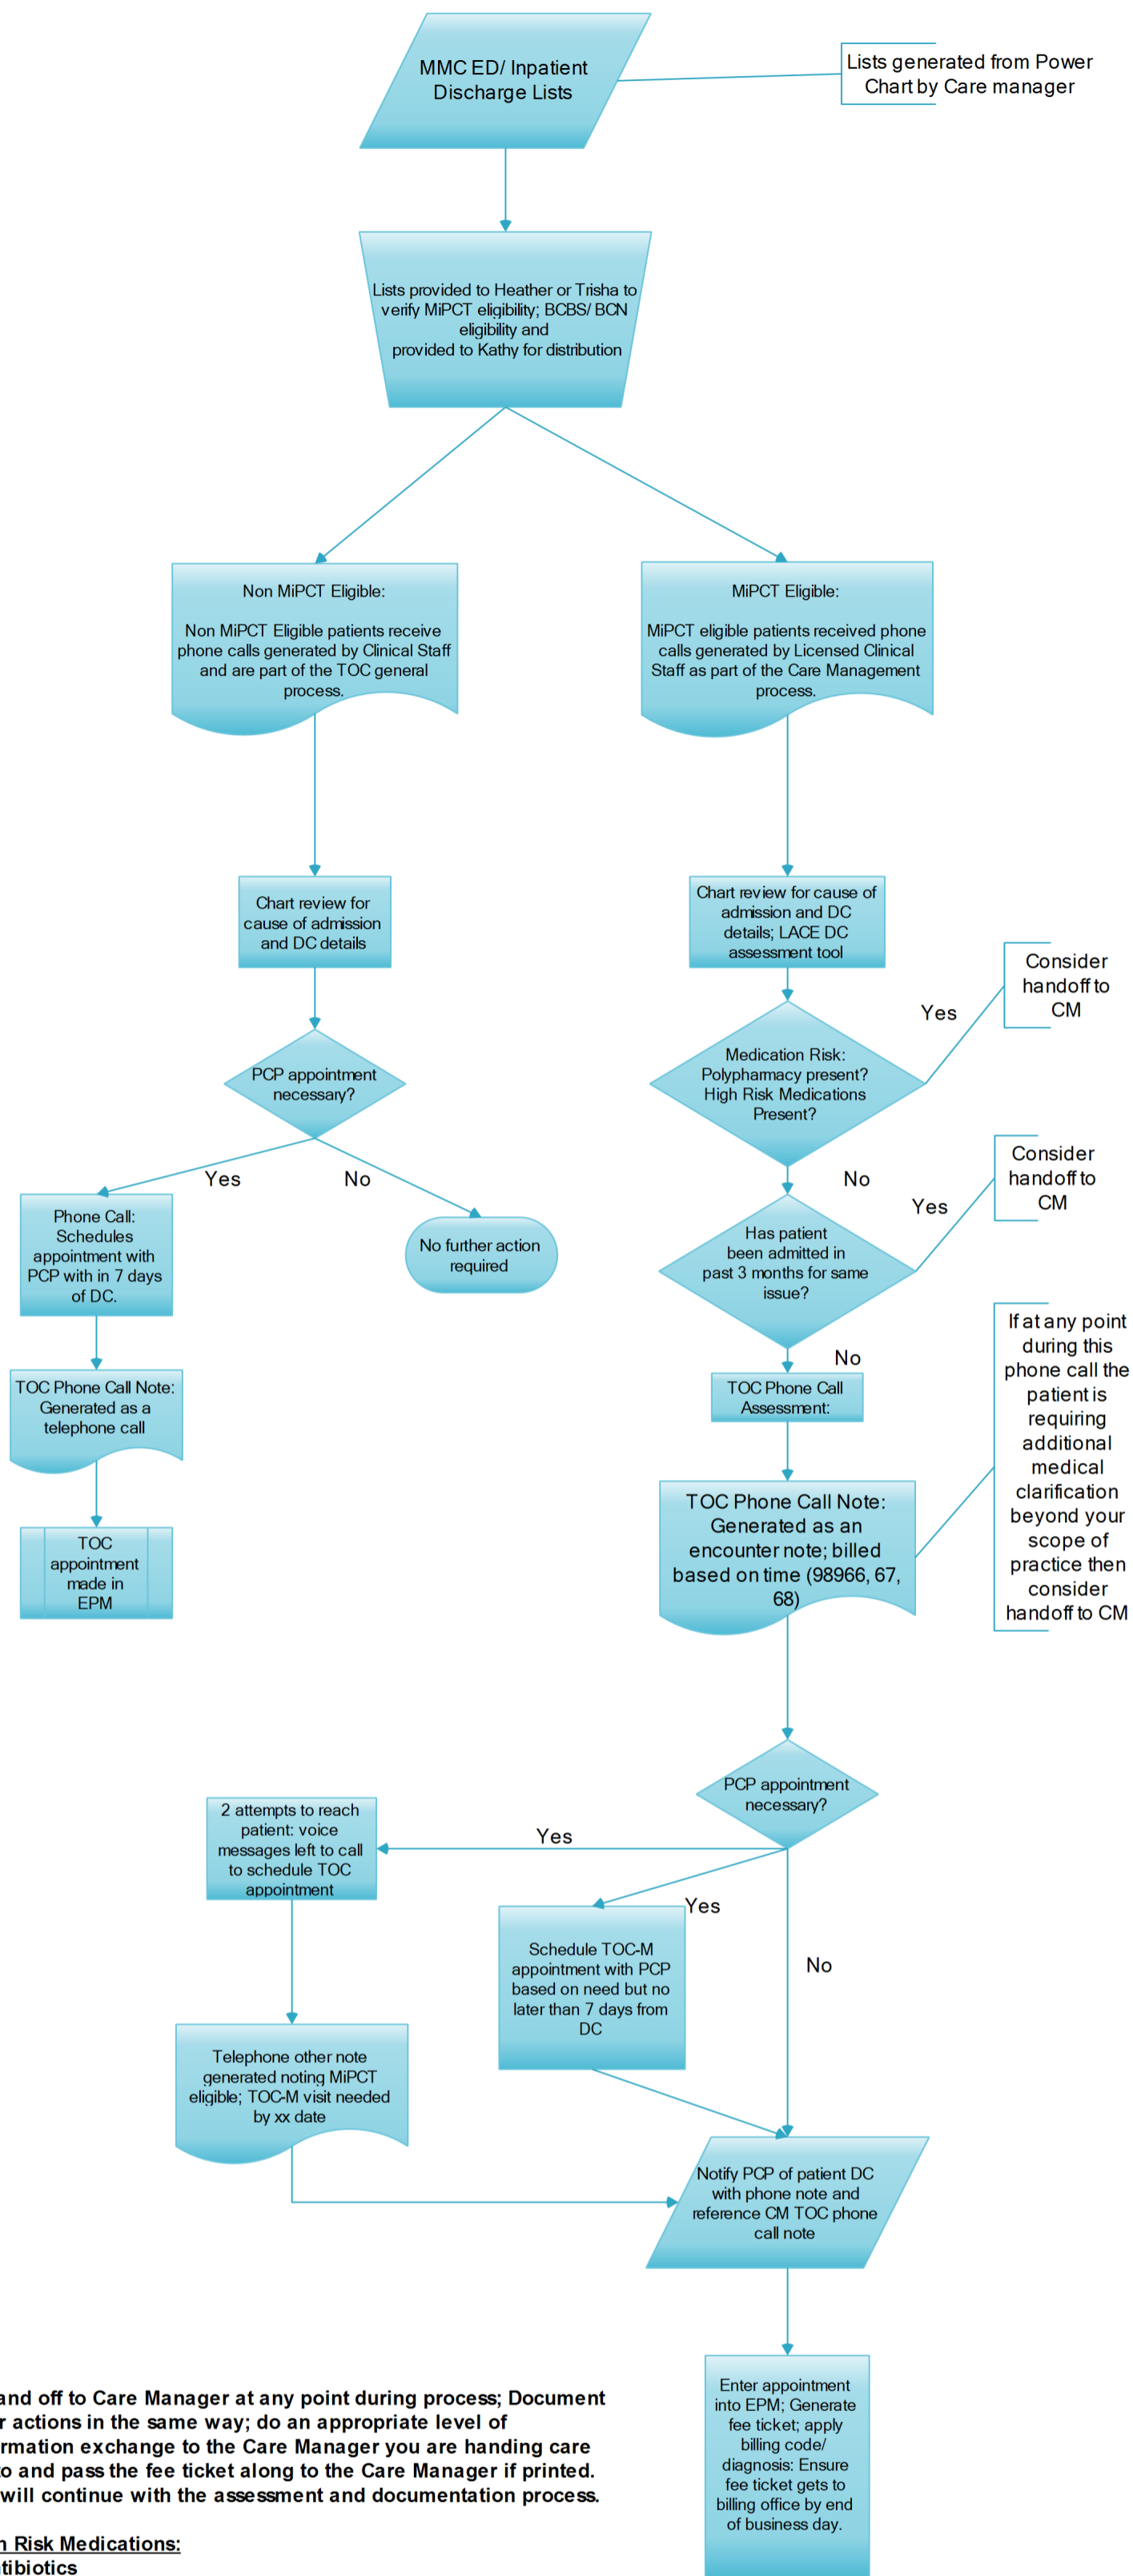 MMC ED/ Inpatient
Discharge Lists
Lists generated from Power
Chart by Care manager
Lists provided to Heather or Trisha to
verify MiPCT eligibility; BCBS/ BCN
eligibility and
provided to Kathy for distribution
Non MiPCT Eligible:
Non MiPCT Eligible patients receive
phone calls generated by Clinical Staff
and are part of the TOC general
process.
MiPCT Eligible:
MiPCT eligible patients received phone
calls generated by Licensed Clinical
Staff as part of the Care Management
process.
Chart review for
cause of admission
and DC details
Chart review for cause of
admission and DC
details; LACE DC
assessment tool
Consider
handoff to
CM
Yes
Medication Risk:
Polypharmacy present?
High Risk Medications
Present?
PCP appointment
necessary?
Yes
No
No
Yes
Consider
handoff to
CM
Phone Call:
Schedules
appointment with
PCP with in 7 days
of DC.
No further action
required
Has patient
been admitted in
past 3 months for same
issue?
No
TOC Phone Call Note:
Generated as a
telephone call
TOC Phone Call
Assessment:
If at any point
during this
phone call the
patient is
requiring
additional
medical
clarification
beyond your
scope of
practice then
consider
handoff to CM
TOC
appointment
made in
EPM
TOC Phone Call Note:
Generated as an
encounter note; billed
based on time (98966, 67,
68)
PCP appointment
necessary?
Yes
2 attempts to reach
patient: voice
messages left to call
to schedule TOC
appointment
Yes
No
Schedule TOC-M
appointment with PCP
based on need but no
later than 7 days from
DC
Telephone other note
generated noting MiPCT
eligible; TOC-M visit needed
by xx date
Notify PCP of patient DC
with phone note and
reference CM TOC phone
call note
Enter appointment
into EPM; Generate
fee ticket; apply
billing code/
diagnosis: Ensure
fee ticket gets to
billing office by end
of business day.
and off to Care Manager at any point during process; Document
r actions in the same way; do an appropriate level of
rmation exchange to the Care Manager you are handing care
to and pass the fee ticket along to the Care Manager if printed.
will continue with the assessment and documentation process.
h Risk Medications:
tibiotics